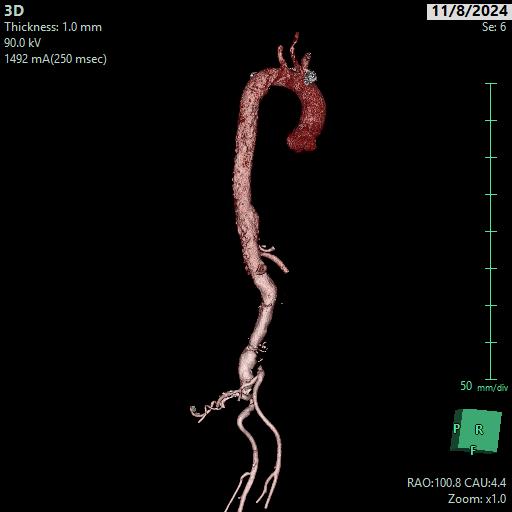 3D
Thickness: 1.0 mm
90.0 kV
1492 mA(250 msec)
11/8/2024
Se: 6
50 mm/div
P R
F
RAO:100.8 CAU:4.4
Zoom: x1.0